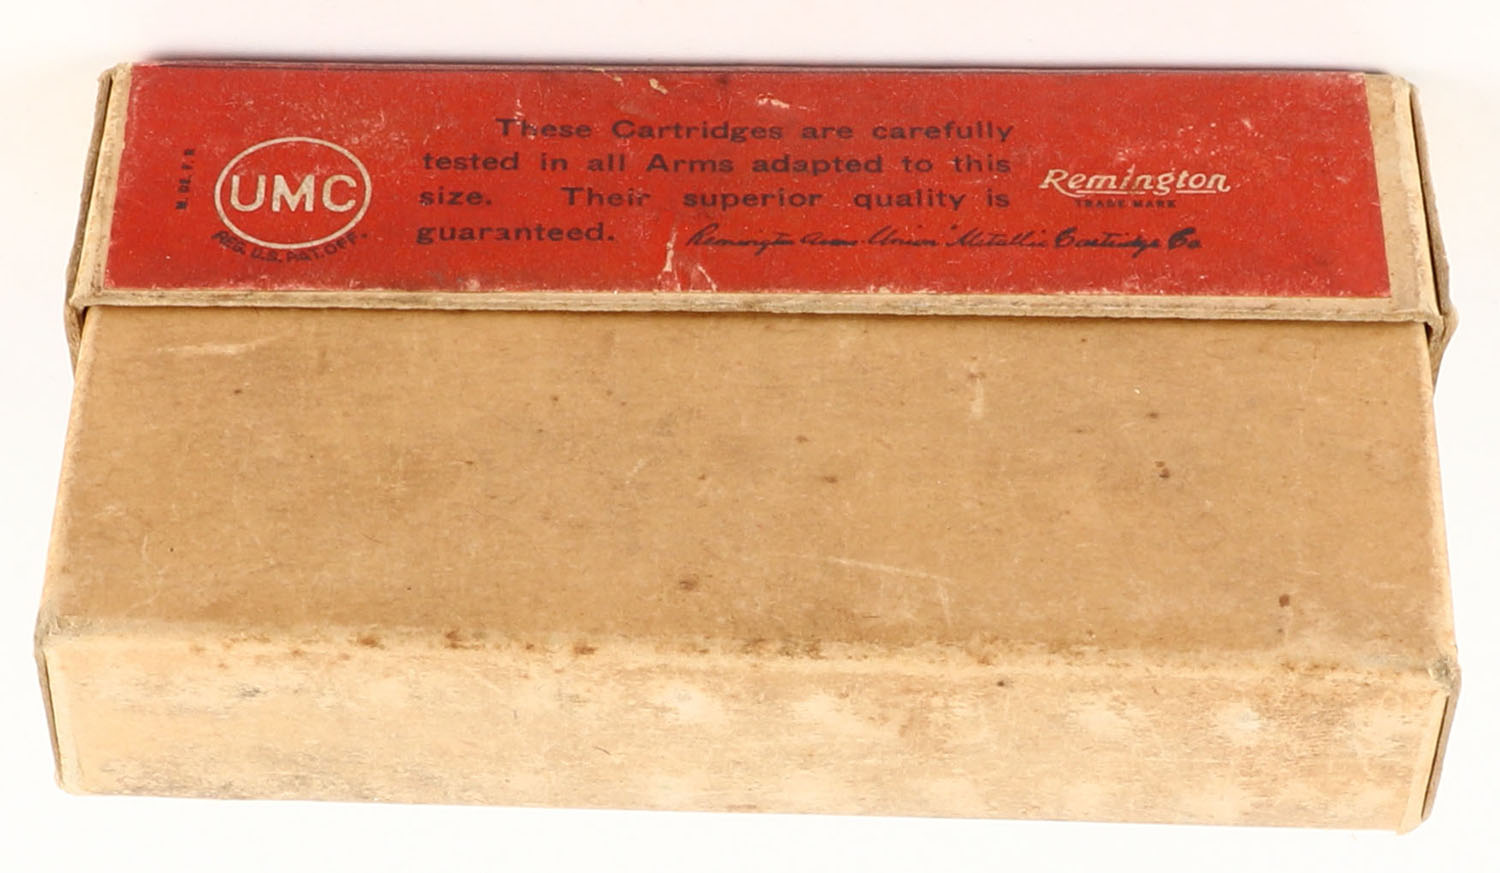 These Cartridges are carefully
tested in all Arms adapted to this
size. Their superior quality is
guaranteed. Remington Arms Union Metallic Cartridge Co
UMC
REG. U.S. PAT. OFF.
Remington
TRADE MARK